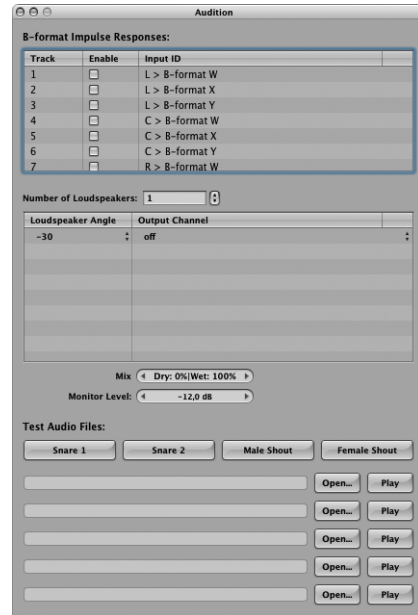 Audition
B-format Impulse Responses:
Track Enable Input ID
1 L > B-format W
2 L > B-format X
3 L > B-format Y
4 C > B-format W
5 C > B-format X
6 C > B-format Y
7 R > B-format W
Number of Loudspeakers: 1
Loudspeaker Angle Output Channel
-30 off
Mix Dry: 0%|Wet: 100%
Monitor Level: -12,0 dB
Test Audio Files:
Snare 1 Snare 2 Male Shout Female Shout
Open... Play
Open... Play
Open... Play
Open... Play
Open... Play